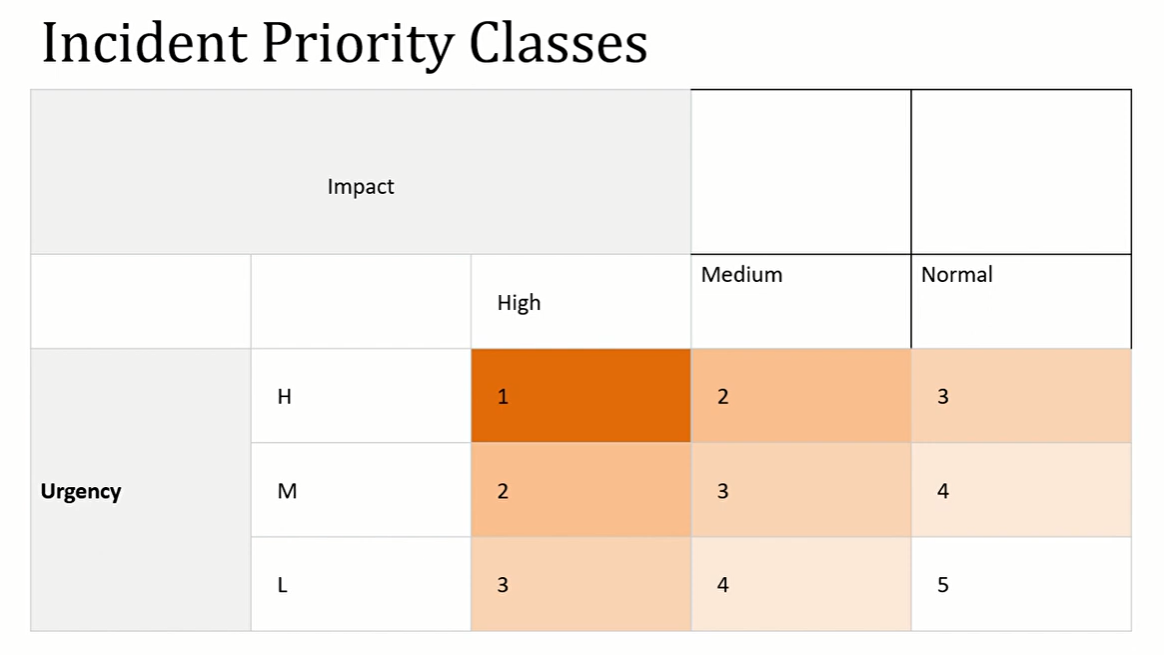 Incident Priority Classes
Impact
High Medium Normal
H 1 2 3
Urgency M 2 3 4
L 3 4 5